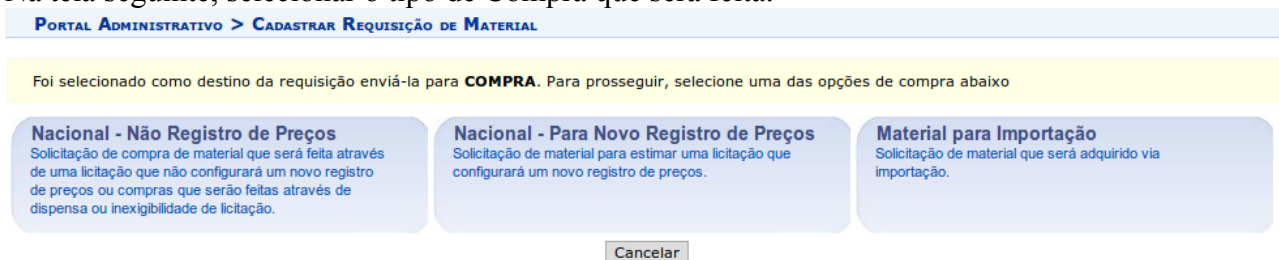 Na tela seguinte, selecionar o tipo de Compra que será feita.
Portal Administrativo > Cadastrar Requisição de Material
Foi selecionado como destino da requisição enviá-la para COMPRA. Para prosseguir, selecione uma das opções de compra abaixo
Nacional - Não Registro de Preços
Solicitação de compra de material que será feita através
de uma licitação que não configurará um novo registro
de preços ou compras que serão feitas através de
dispensa ou inexigibilidade de licitação.
Nacional - Para Novo Registro de Preços
Solicitação de material para estimar uma licitação que
configurará um novo registro de preços.
Material para Importação
Solicitação de material que será adquirido via
importação.
Cancelar